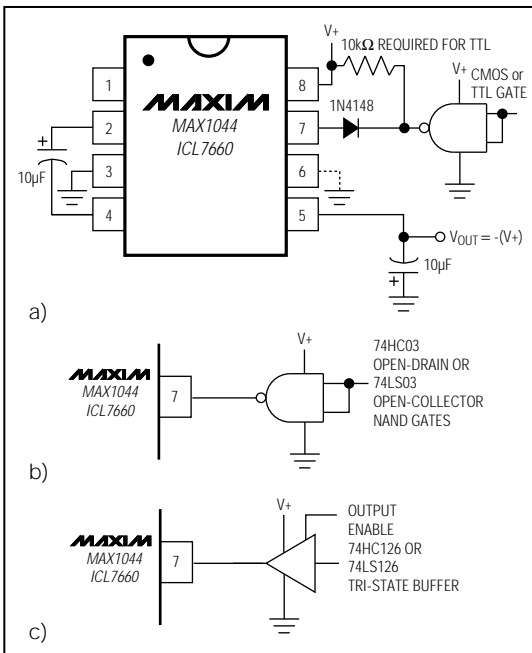 V+
10kΩ REQUIRED FOR TTL
V+
CMOS or
TTL GATE
1
8
MAXIM
1N4148
2
7
MAX1044
ICL7660
10µF
3
6
4
5
VOUT = -(V+)
10µF
a)
V+
74HC03
OPEN-DRAIN OR
74LS03
OPEN-COLLECTOR
NAND GATES
MAXIM
MAX1044
ICL7660
7
b)
V+
OUTPUT
ENABLE
74HC126 OR
74LS126
TRI-STATE BUFFER
MAXIM
MAX1044
ICL7660
7
c)